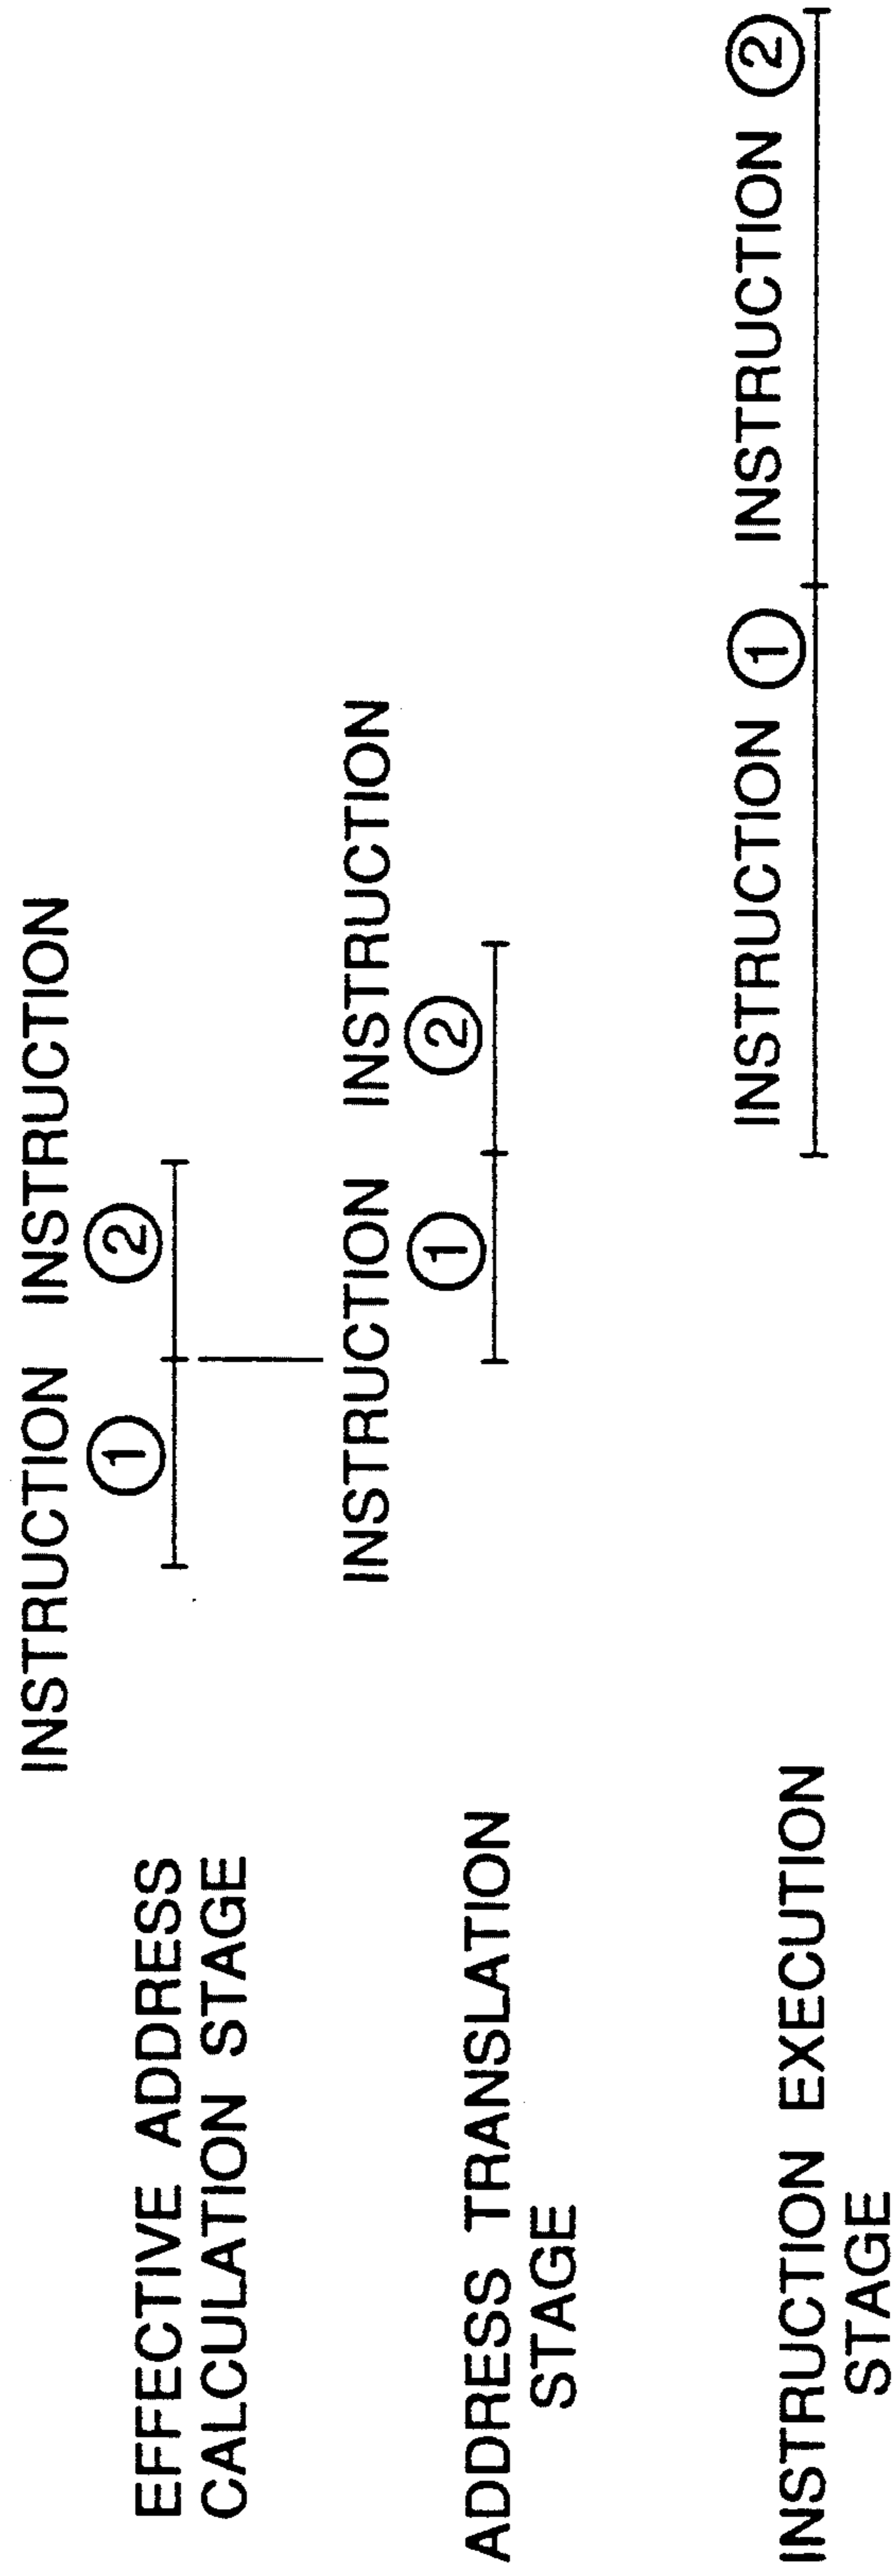 INSTRUCTION INSTRUCTION
① ②
EFFECTIVE ADDRESS
CALCULATION STAGE
INSTRUCTION INSTRUCTION
① ②
ADDRESS TRANSLATION
STAGE
INSTRUCTION ① INSTRUCTION ②
INSTRUCTION EXECUTION
STAGE